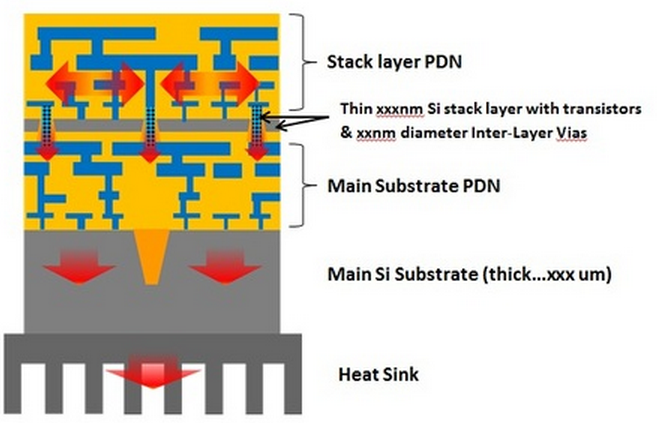 Stack layer PDN
Thin xxxnm Si stack layer with transistors
& xxnm diameter Inter-Layer Vias
Main Substrate PDN
Main Si Substrate (thick...xxx um)
Heat Sink